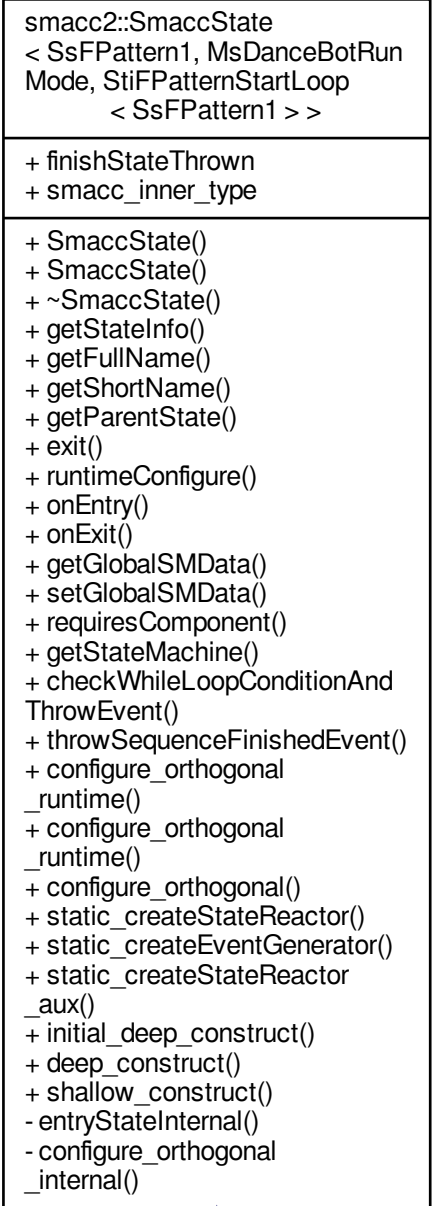 smacc2::SmaccState
< SsFPattern1, MsDanceBotRun
Mode, StiFPatternStartLoop
< SsFPattern1 > >
+ finishStateThrown
+ smacc_inner_type
+ SmaccState()
+ SmaccState()
+ ~SmaccState()
+ getStateInfo()
+ getFullName()
+ getShortName()
+ getParentState()
+ exit()
+ runtimeConfigure()
+ onEntry()
+ onExit()
+ getGlobalSMData()
+ setGlobalSMData()
+ requiresComponent()
+ getStateMachine()
+ checkWhileLoopConditionAnd
ThrowEvent()
+ throwSequenceFinishedEvent()
+ configure_orthogonal
_runtime()
+ configure_orthogonal
_runtime()
+ configure_orthogonal()
+ static_createStateReactor()
+ static_createEventGenerator()
+ static_createStateReactor
_aux()
+ initial_deep_construct()
+ deep_construct()
+ shallow_construct()
- entryStateInternal()
- configure_orthogonal
_internal()